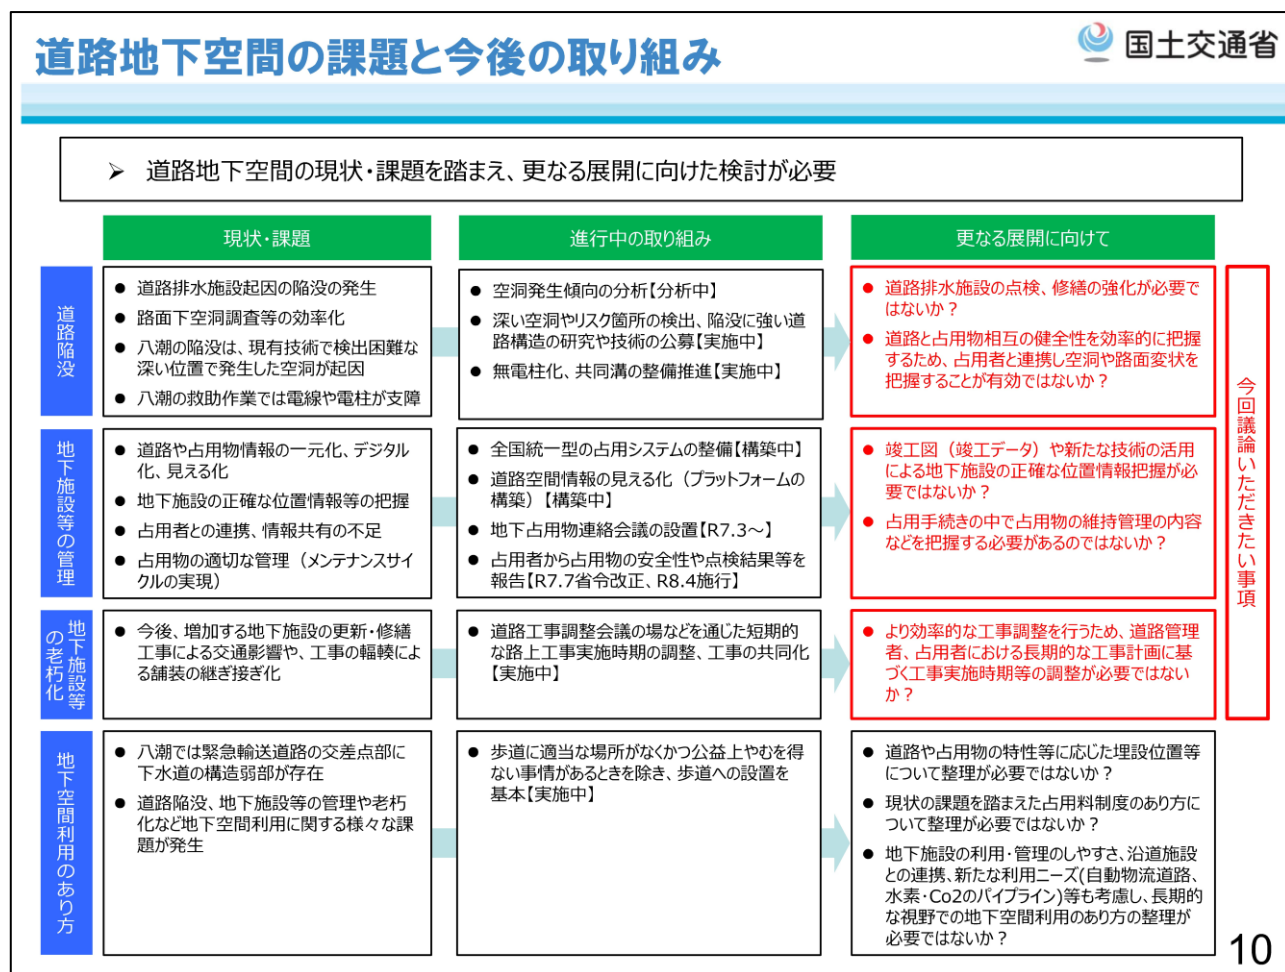 道路地下空間の課題と今後の取り組み
国土交通省
➢ 道路地下空間の現状・課題を踏まえ、更なる展開に向けた検討が必要
現状・課題
進行中の取り組み
更なる展開に向けて
道路陥没
● 道路排水施設起因の陥没の発生
● 路面下空洞調査等の効率化
● 八潮の陥没は、現有技術で検出困難な
深い位置で発生した空洞が起因
● 八潮の救助作業では電線や電柱が支障
● 空洞発生傾向の分析【分析中】
● 深い空洞やリスク箇所の検出、陥没に強い道
路構造の研究や技術の公募【実施中】
● 無電柱化、共同溝の整備推進【実施中】
● 道路排水施設の点検、修繕の強化が必要で
はないか？
● 道路と占用物相互の健全性を効率的に把握
するため、占用者と連携し空洞や路面変状を
把握することが有効ではないか？
地下施設等の管理
● 道路や占用物情報の一元化、デジタル
化、見える化
● 地下施設の正確な位置情報等の把握
● 占用者との連携、情報共有の不足
● 占用物の適切な管理（メンテナンスサイ
クルの実現）
● 全国統一型の占用システムの整備【構築中】
● 道路空間情報の見える化（プラットフォームの
構築）【構築中】
● 地下占用物連絡会議の設置【R7.3～】
● 占用者から占用物の安全性や点検結果等を
報告【R7.7省令改正、R8.4施行】
● 竣工図（竣工データ）や新たな技術の活用
による地下施設の正確な位置情報把握が必
要ではないか？
● 占用手続きの中で占用物の維持管理の内容
などを把握する必要があるのではないか？
地下施設等
の老朽化
● 今後、増加する地下施設の更新・修繕
工事による交通影響や、工事の輻輳によ
る舗装の継ぎ接ぎ化
● 道路工事調整会議の場などを通じた短期的
な路上工事実施時期の調整、工事の共同化
【実施中】
● より効率的な工事調整を行うため、道路管理
者、占用者における長期的な工事計画に基
づく工事実施時期等の調整が必要ではない
か？
今回議論いただきたい事項
地下空間利用のあり方
● 八潮では緊急輸送道路の交差点部に
下水道の構造弱部が存在
● 道路陥没、地下施設等の管理や老朽
化など地下空間利用に関する様々な課
題が発生
● 歩道に適当な場所がなくかつ公益上やむを得
ない事情があるときを除き、歩道への設置を
基本【実施中】
● 道路や占用物の特性等に応じた埋設位置等
について整理が必要ではないか？
● 現状の課題を踏まえた占用料制度のあり方に
ついて整理が必要ではないか？
● 地下施設の利用・管理のしやすさ、沿道施設
との連携、新たな利用ニーズ(自動物流道路、
水素・Co2のパイプライン)等も考慮し、長期的
な視野での地下空間利用のあり方の整理が
必要ではないか？
10